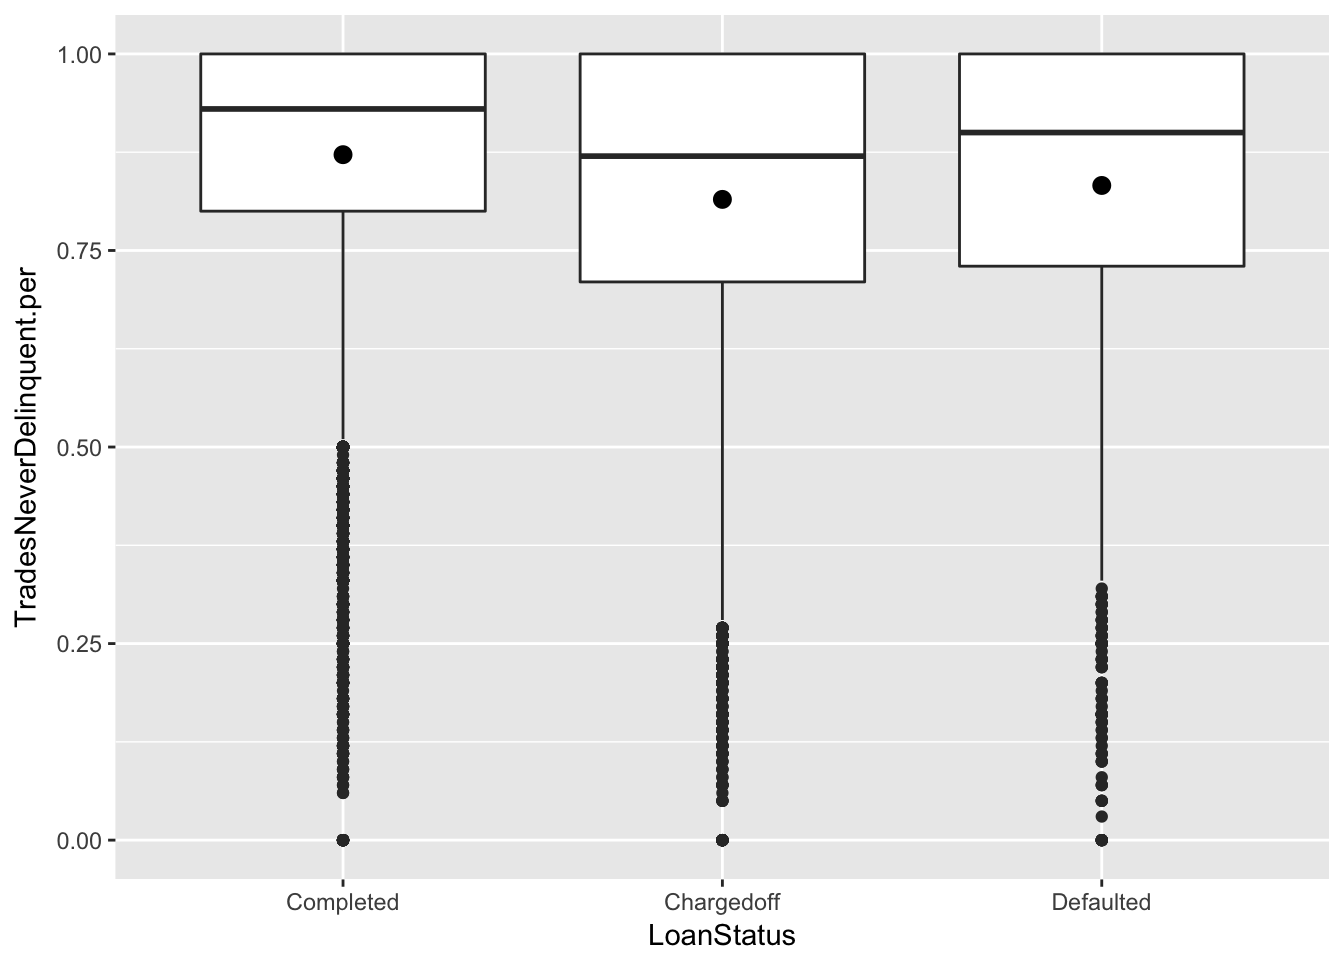 TradesNeverDelinquent.per
1.00
0.75
0.50
0.25
0.00
Completed
Chargedoff
Defaulted
LoanStatus